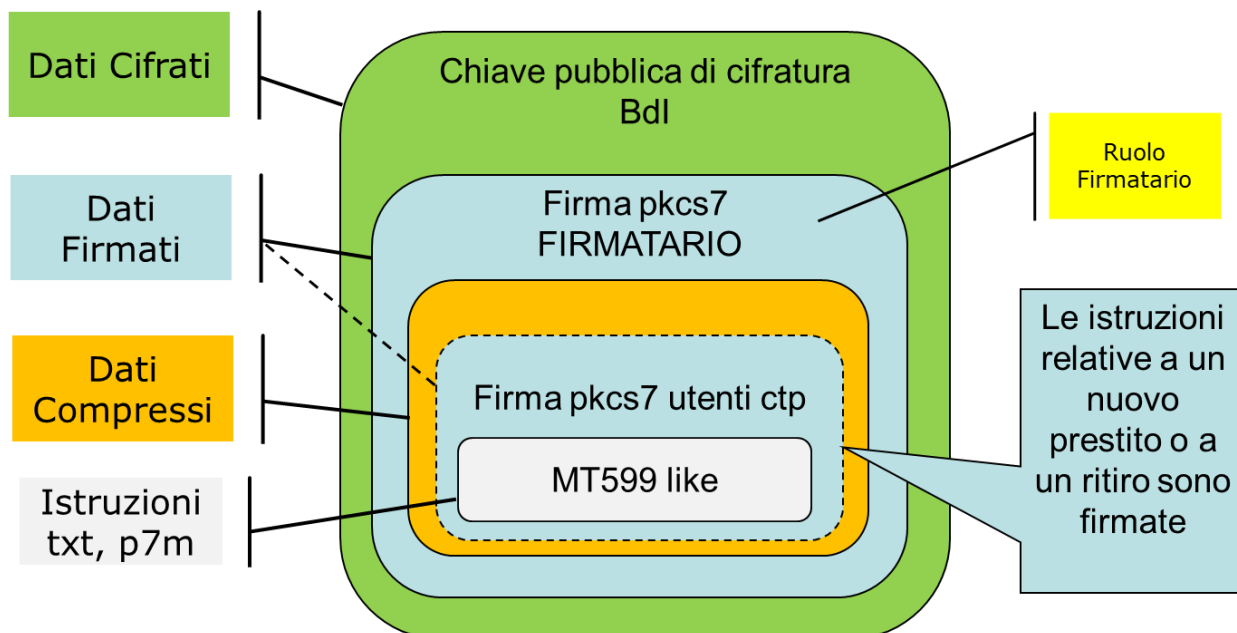 Dati Cifrati
Chiave pubblica di cifratura
BdI
Ruolo
Firmatario
Dati
Firmati
Firma pkcs7
FIRMATARIO
Dati
Compressi
Firma pkcs7 utenti ctp
MT599 like
Istruzioni
txt, p7m
Le istruzioni
relative a un
nuovo
prestito o a
un ritiro sono
firmate